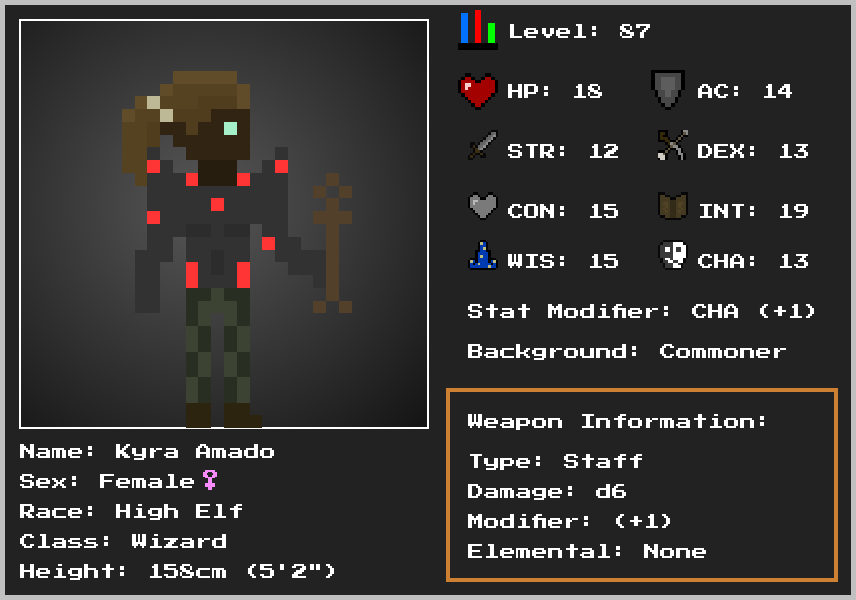 Level: 87
HP: 18
AC: 14
STR: 12
DEX: 13
CON: 15
INT: 19
WIS: 15
CHA: 13
Stat Modifier: CHA (+1)
Background: Commoner
Weapon Information:
Type: Staff
Damage: d6
Modifier: (+1)
Elemental: None
Name: Kyra Amado
Sex: Female♀
Race: High Elf
Class: Wizard
Height: 158cm (5'2")